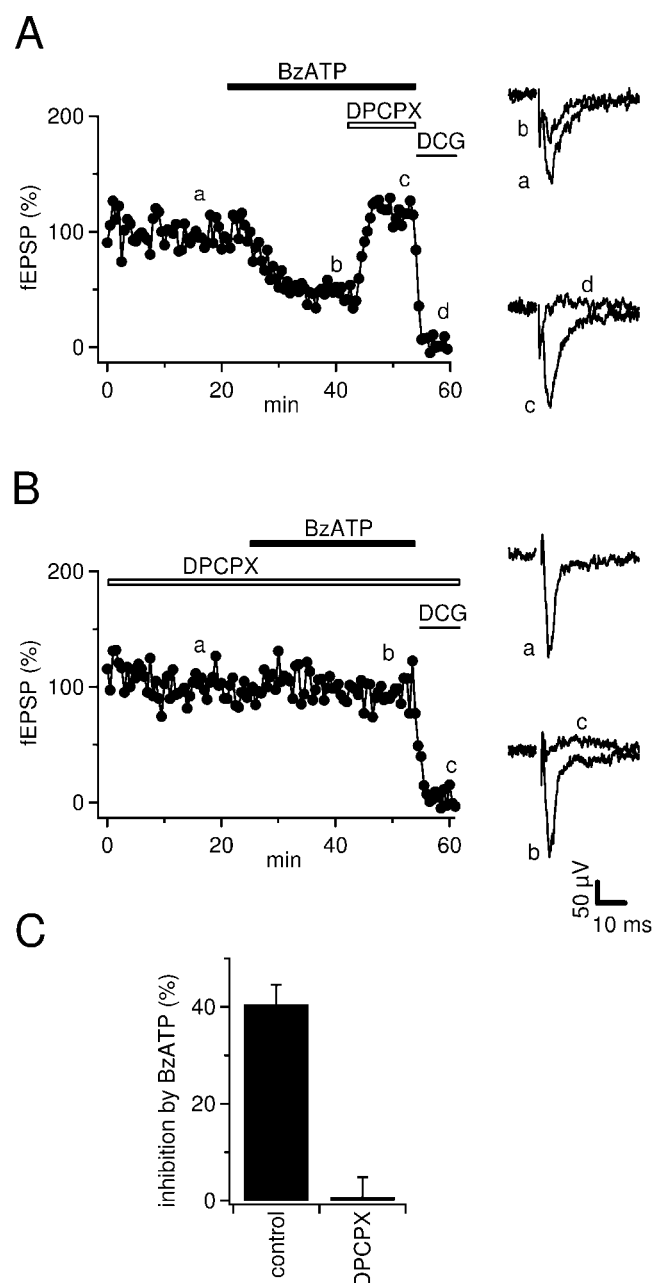 A
BzATP
DPCPX
DCG
200
100
0
fEPSP (%)
a
b
c
d
0
20
40
60
min
b
a
d
c
B
BzATP
DPCPX
DCG
200
100
0
fEPSP (%)
a
b
c
0
20
40
60
min
a
c
b
50 µV
10 ms
C
inhibition by BzATP (%)
40
20
0
control
DPCPX